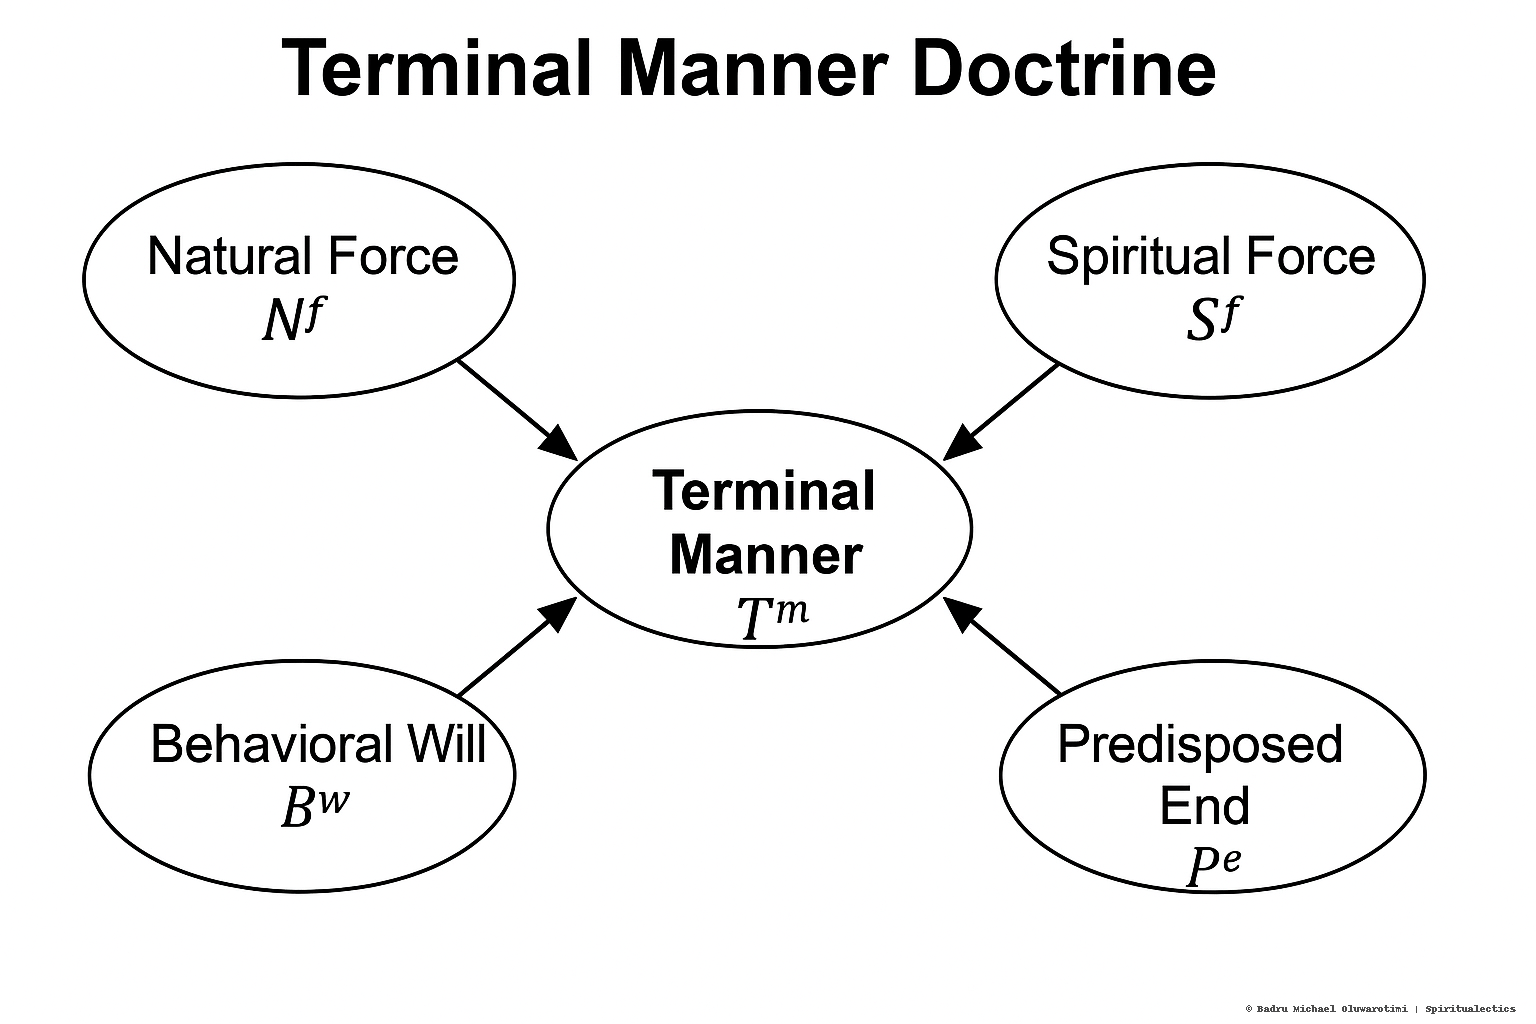 Terminal Manner Doctrine
Natural Force
N^f
Spiritual Force
S^f
Terminal
Manner
T^m
Behavioral Will
B^w
Predisposed
End
P^e
© Badru Michael Oluwarotimi | Spiritualectics